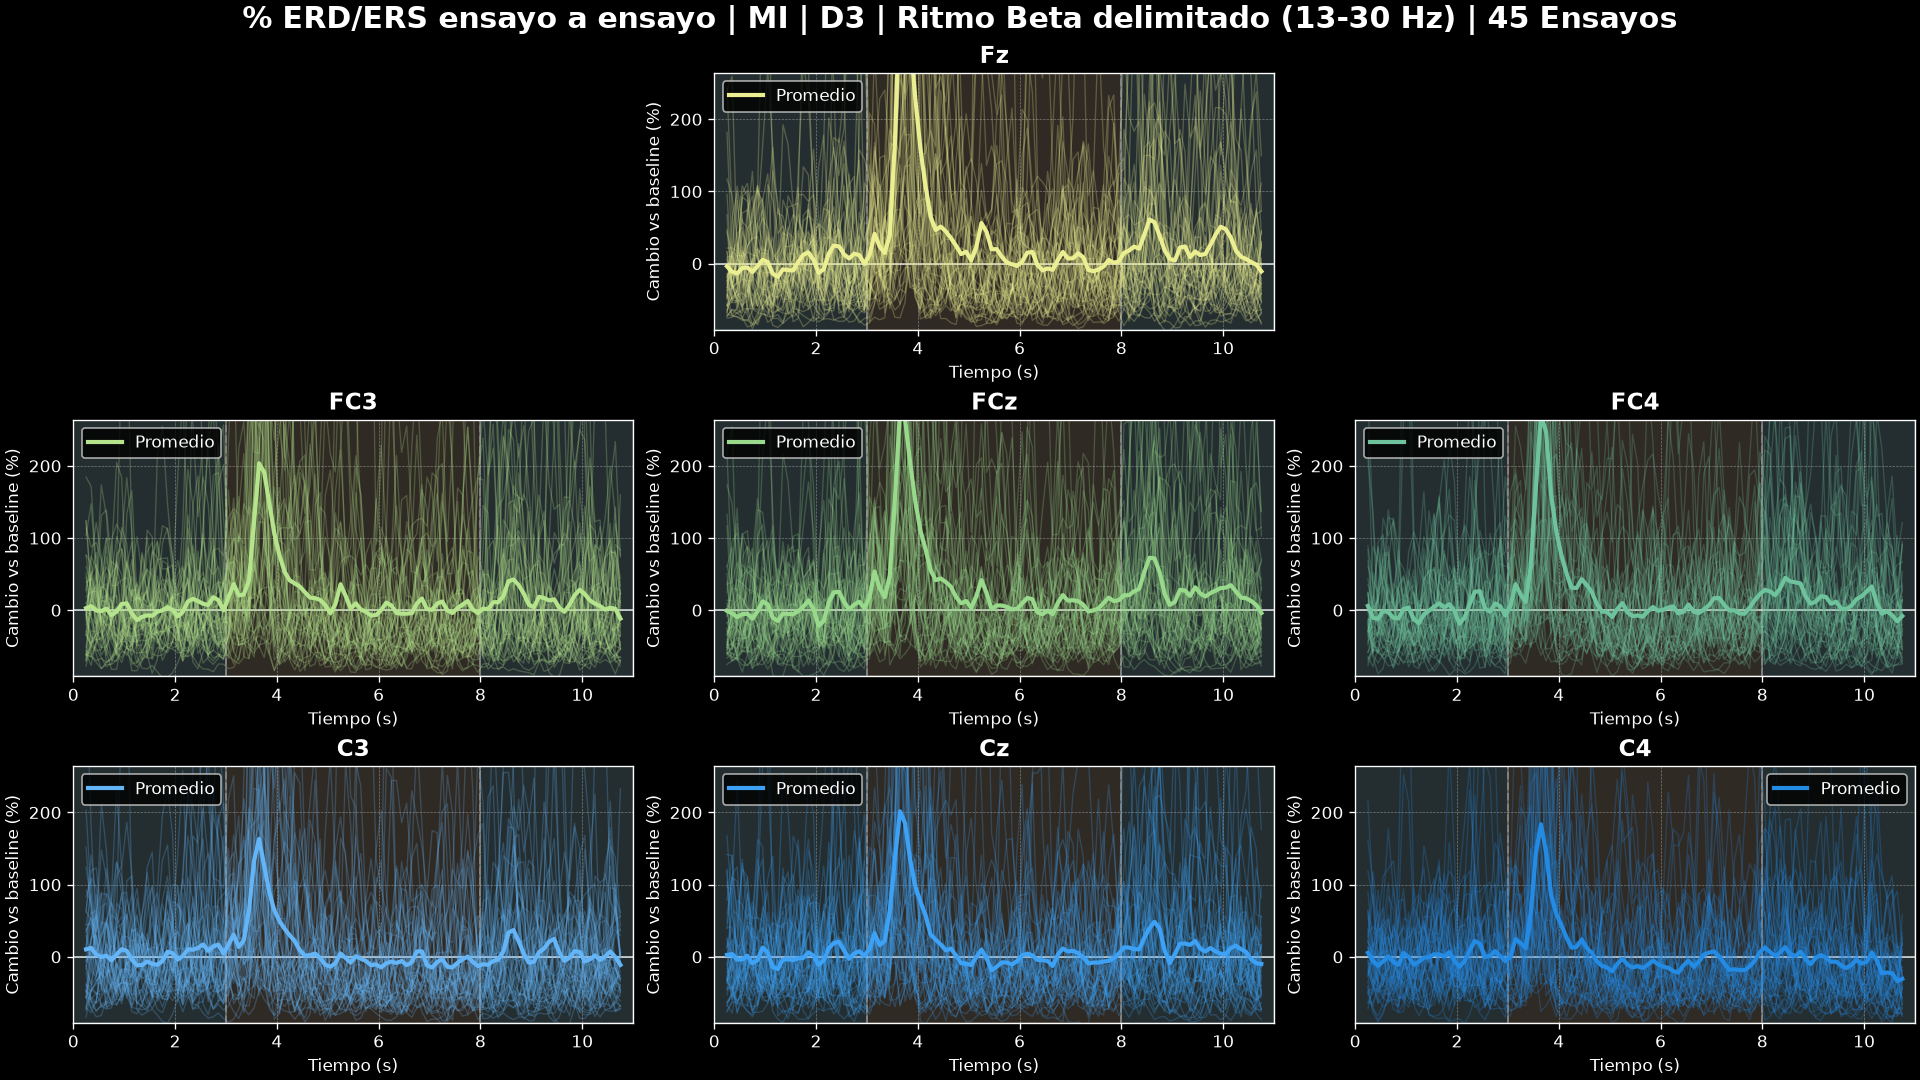 % ERD/ERS ensayo a ensayo | MI | D3 | Ritmo Beta delimitado (13-30 Hz) | 45 Ensayos
Fz
Promedio
Cambio vs baseline (%)
200
100
0
0 2 4 6 8 10
Tiempo (s)
FC3
Promedio
Cambio vs baseline (%)
200
100
0
0 2 4 6 8 10
Tiempo (s)
FCz
Promedio
Cambio vs baseline (%)
200
100
0
0 2 4 6 8 10
Tiempo (s)
FC4
Promedio
Cambio vs baseline (%)
200
100
0
0 2 4 6 8 10
Tiempo (s)
C3
Promedio
Cambio vs baseline (%)
200
100
0
0 2 4 6 8 10
Tiempo (s)
Cz
Promedio
Cambio vs baseline (%)
200
100
0
0 2 4 6 8 10
Tiempo (s)
C4
Promedio
Cambio vs baseline (%)
200
100
0
0 2 4 6 8 10
Tiempo (s)